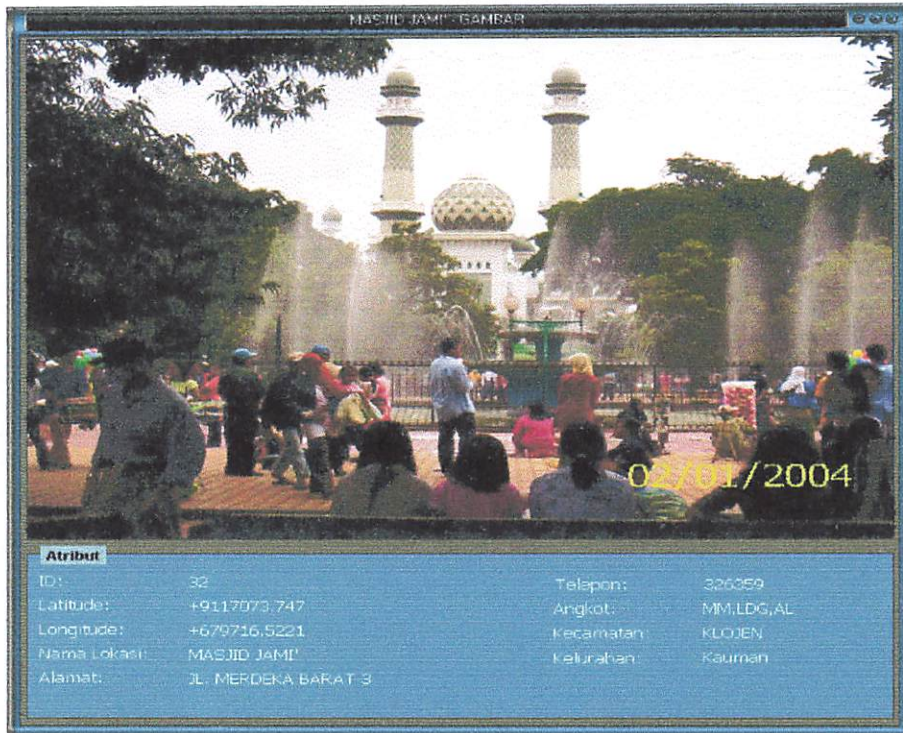 MASJID JAMI' - GAMBAR
02/01/2004
Atribut
ID: 32
Latitude: +9117073.747
Longitude: +679716.5221
Nama Lokasi: MASJID JAMI'
Alamat: JL. MERDEKA BARAT 3
Telepon: 326359
Angkot: MM,LDG,AL
Kecamatan: KLOJEN
Kelurahan: Kauman